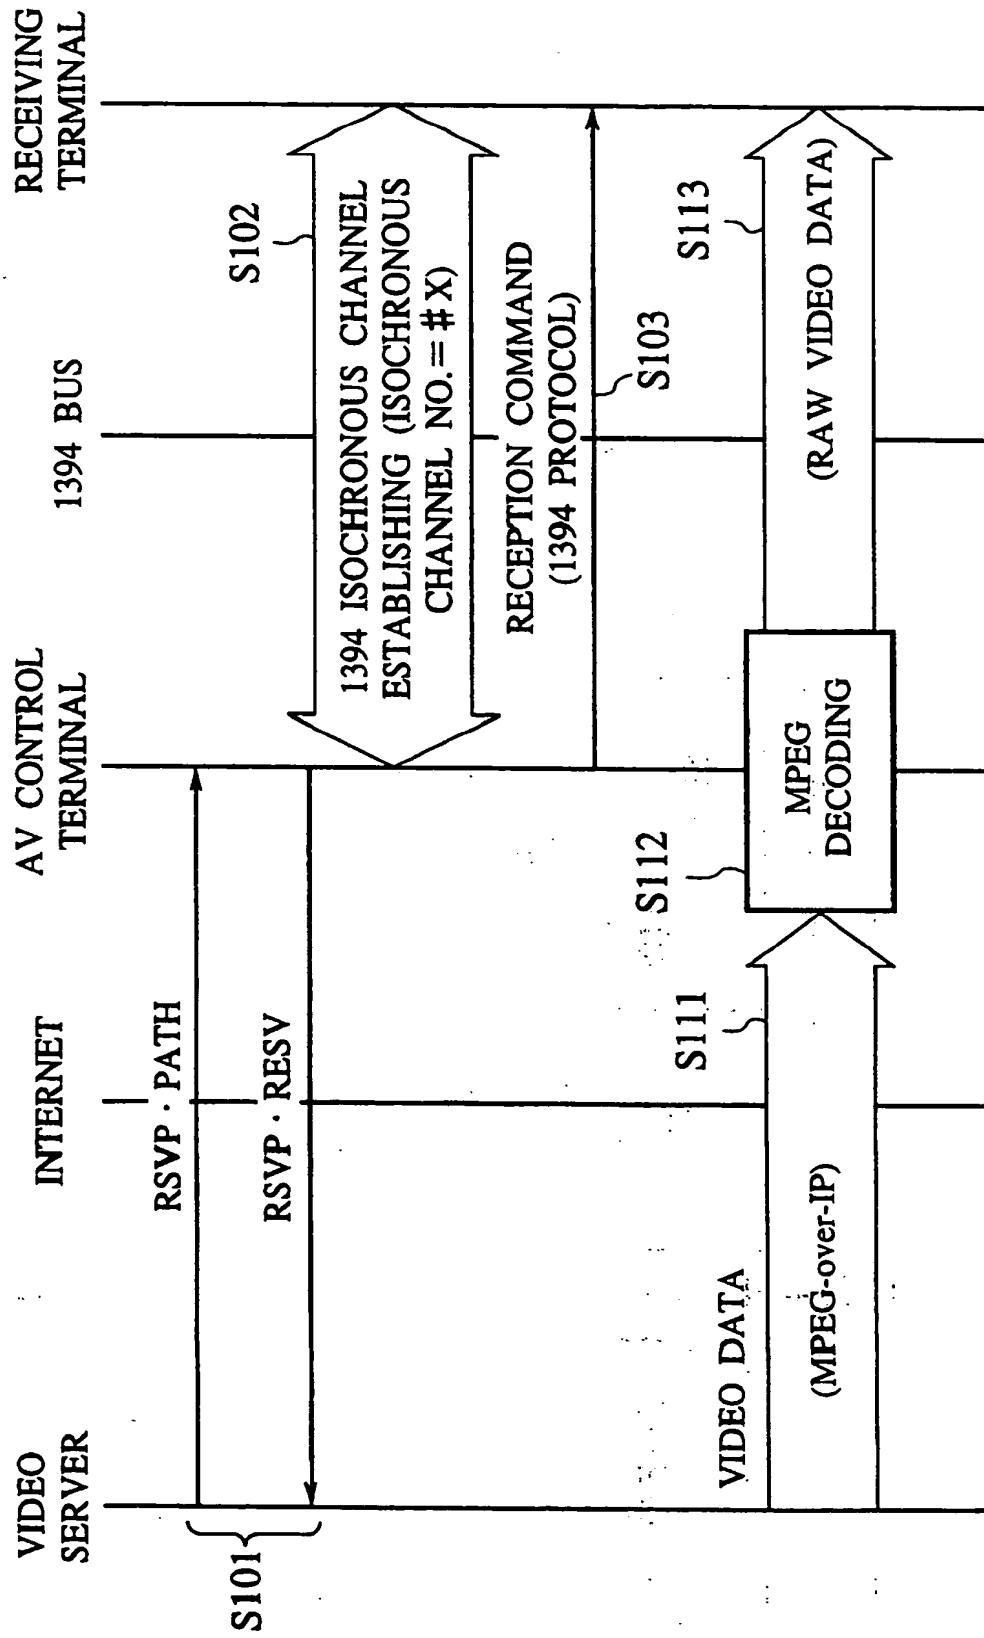 VIDEO
SERVER
INTERNET
AV CONTROL
TERMINAL
1394 BUS
RECEIVING
TERMINAL
S101
RSVP · PATH
RSVP · RESV
S102
1394 ISOCHRONOUS CHANNEL
ESTABLISHING (ISOCHRONOUS
CHANNEL NO.=#X)
RECEPTION COMMAND
(1394 PROTOCOL)
S103
VIDEO DATA
S111
(MPEG-over-IP)
S112
MPEG
DECODING
S113
(RAW VIDEO DATA)